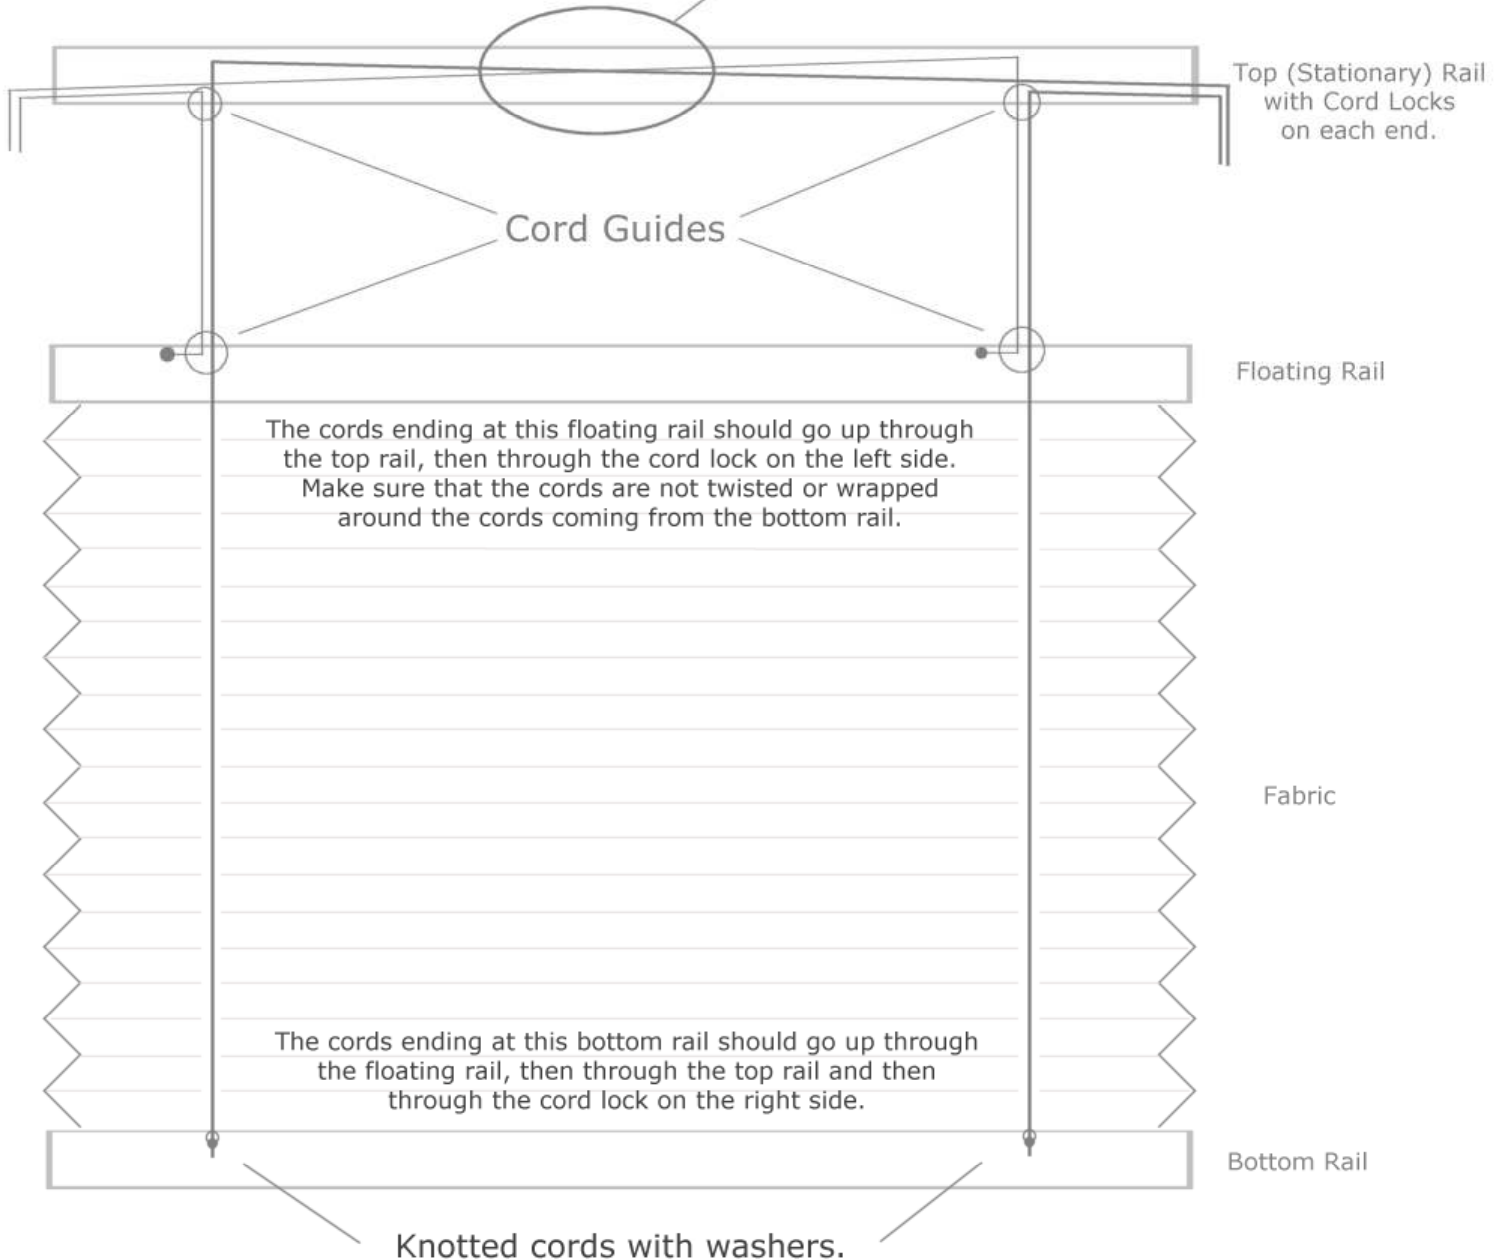 Top (Stationary) Rail
with Cord Locks
on each end.
Cord Guides
Floating Rail
The cords ending at this floating rail should go up through
the top rail, then through the cord lock on the left side.
Make sure that the cords are not twisted or wrapped
around the cords coming from the bottom rail.
Fabric
The cords ending at this bottom rail should go up through
the floating rail, then through the top rail and then
through the cord lock on the right side.
Bottom Rail
Knotted cords with washers.